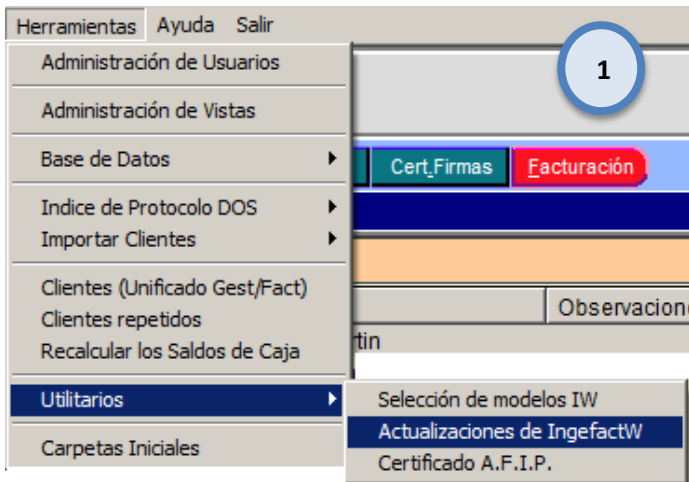 Herramientas Ayuda Salir
1
Administración de Usuarios
Administración de Vistas
Base de Datos
Cert.Firmas Facturación
Indice de Protocolo DOS
Importar Clientes
Clientes (Unificado Gest/Fact)
Observacion
Clientes repetidos
tin
Recalcular los Saldos de Caja
Utilitarios
Selección de modelos IW
Actualizaciones de IngefactW
Carpetas Iniciales
Certificado A.F.I.P.